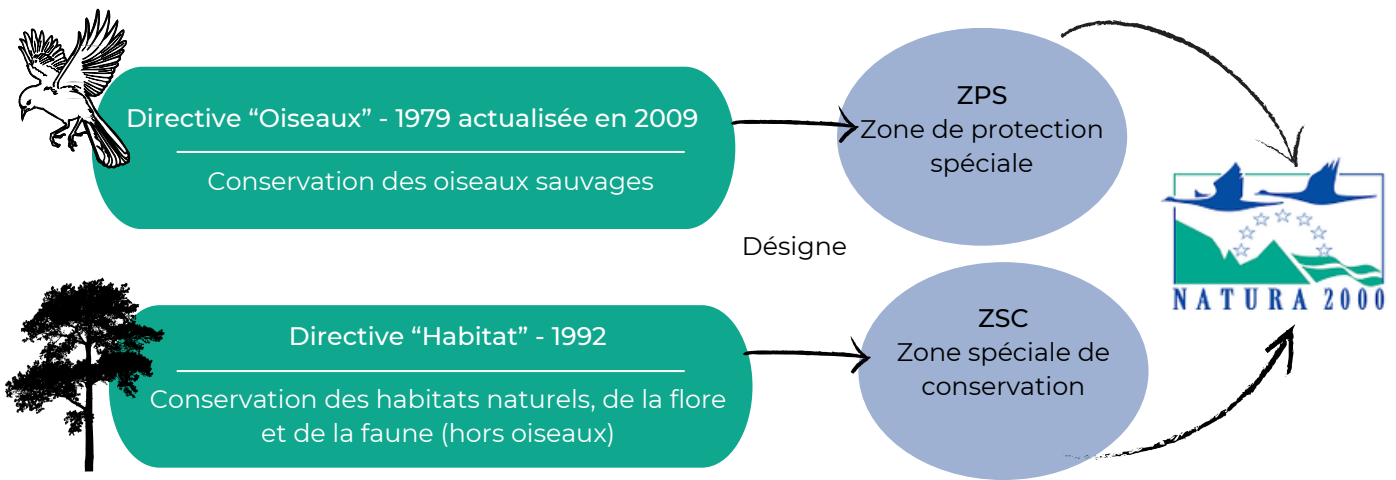 Directive “Oiseaux” - 1979 actualisée en 2009
Conservation des oiseaux sauvages
ZPS
Zone de protection
spéciale
Désigne
Directive “Habitat” - 1992
Conservation des habitats naturels, de la flore
et de la faune (hors oiseaux)
ZSC
Zone spéciale de
conservation
NATURA 2000